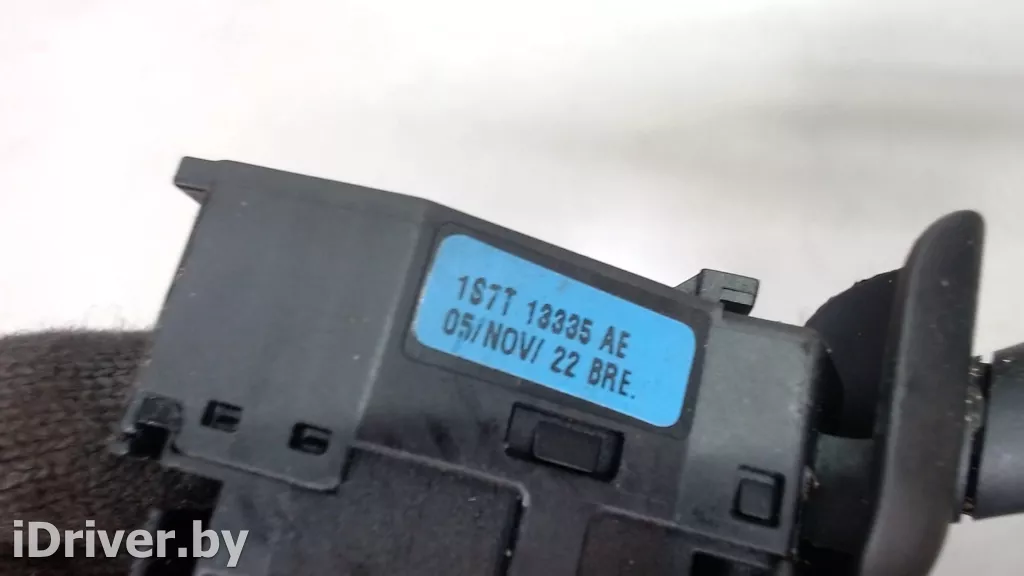 1S7T 13335 AE
05/NOV/ 22 BRE.
iDriver.by